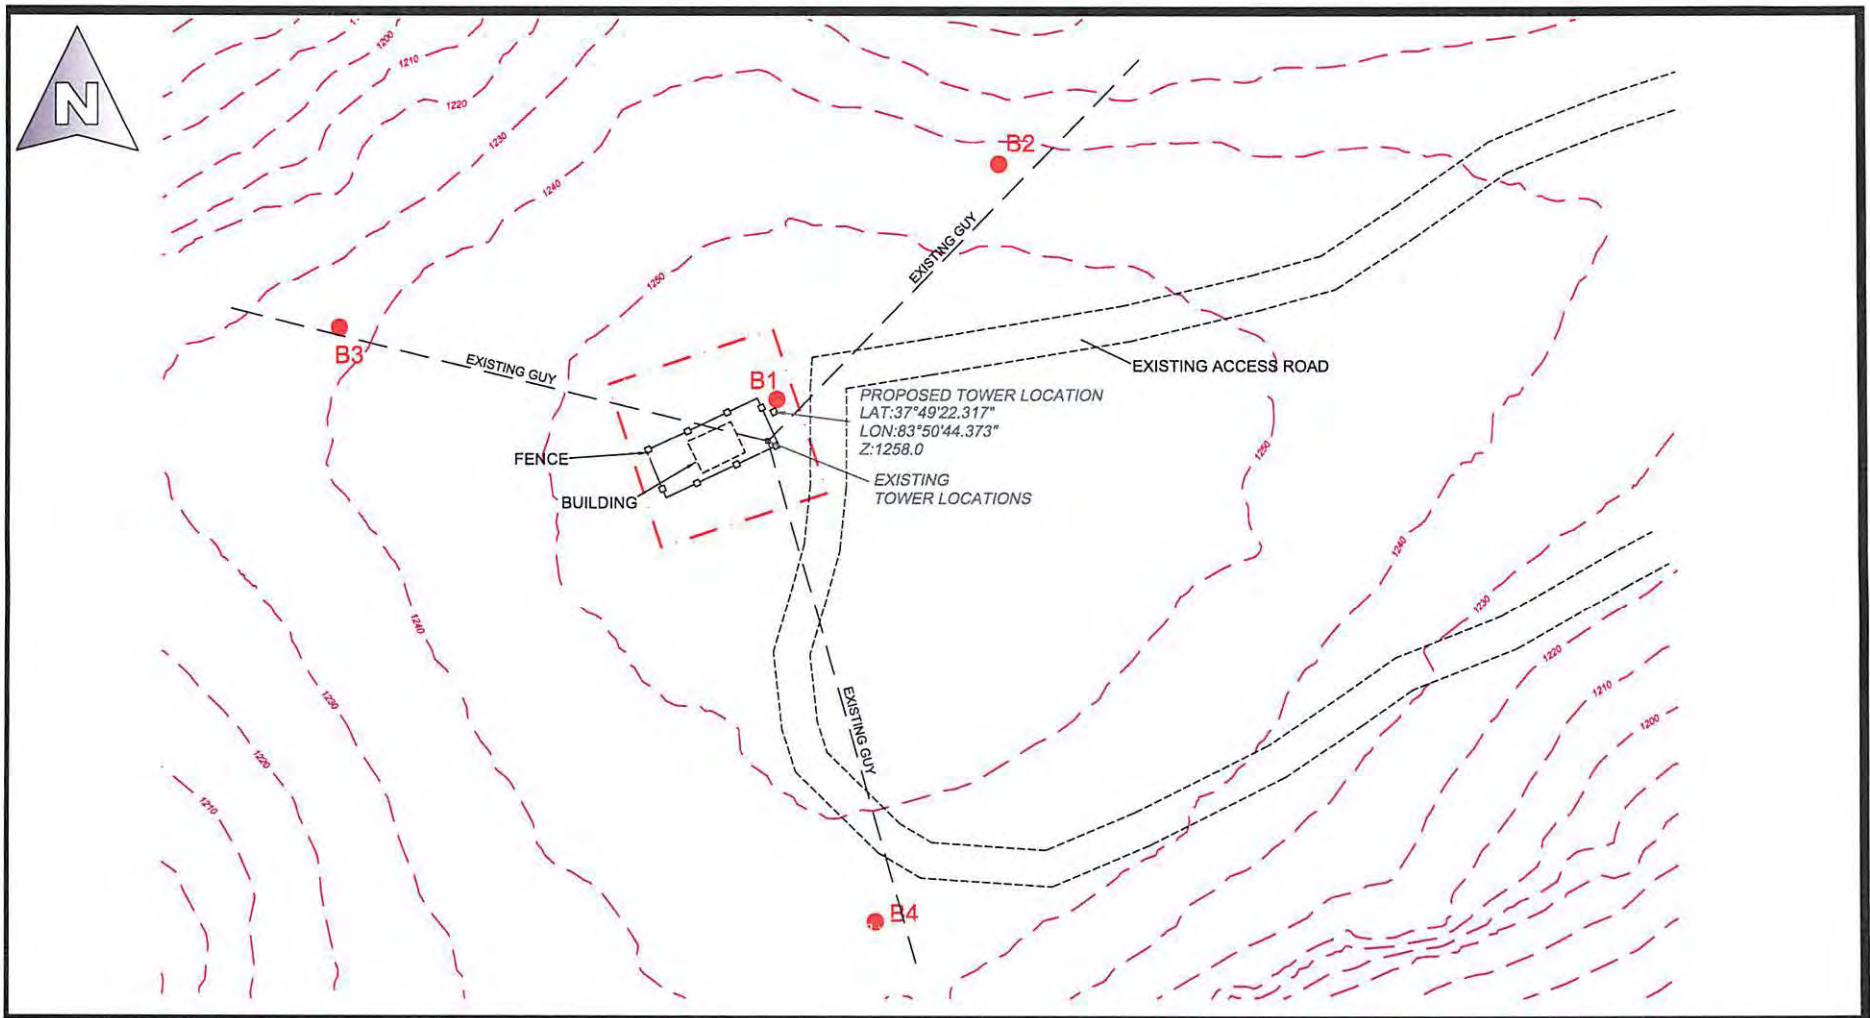 N
1200
1210
1220
1230
1240
B2
EXISTING GUY
1250
B3
EXISTING GUY
B1
EXISTING ACCESS ROAD
PROPOSED TOWER LOCATION
LAT:37°49'22.317"
LON:83°50'44.373"
Z:1258.0
FENCE
EXISTING
TOWER LOCATIONS
BUILDING
1250
1240
1230
1220
1210
1200
1240
1230
1220
1210
EXISTING GUY
B4